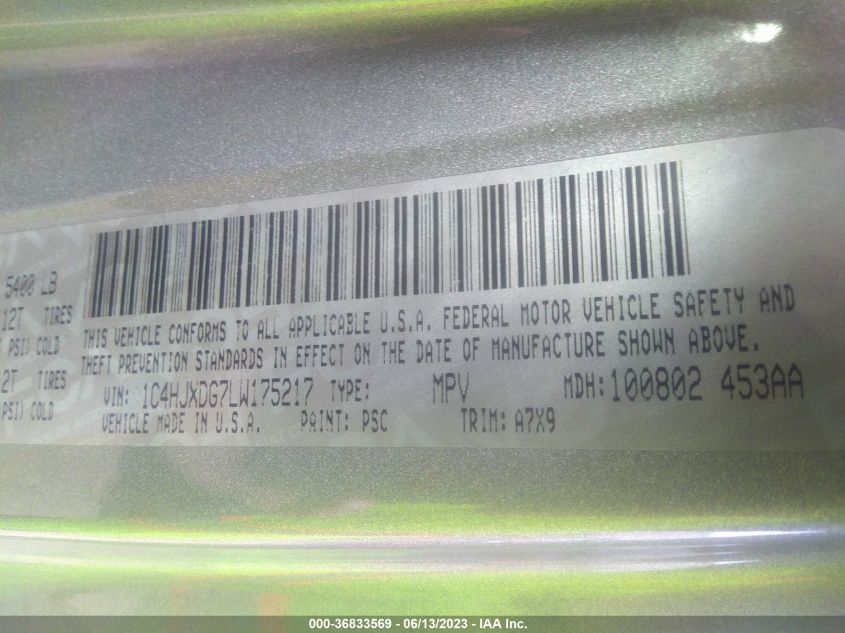 5400 LB
12T TIRES
PSI) COLD
2T TIRES
PSI) COLD
THIS VEHICLE CONFORMS TO ALL APPLICABLE U.S.A. FEDERAL MOTOR VEHICLE SAFETY AND
THEFT PREVENTION STANDARDS IN EFFECT ON THE DATE OF MANUFACTURE SHOWN ABOVE.
VIN: 1C4HJXDG7LW175217 TYPE: MPV MDH:100802 453AA
VEHICLE MADE IN U.S.A. PAINT: PSC TRIM: A7X9
000-36833569 - 06/13/2023 - IAA Inc.